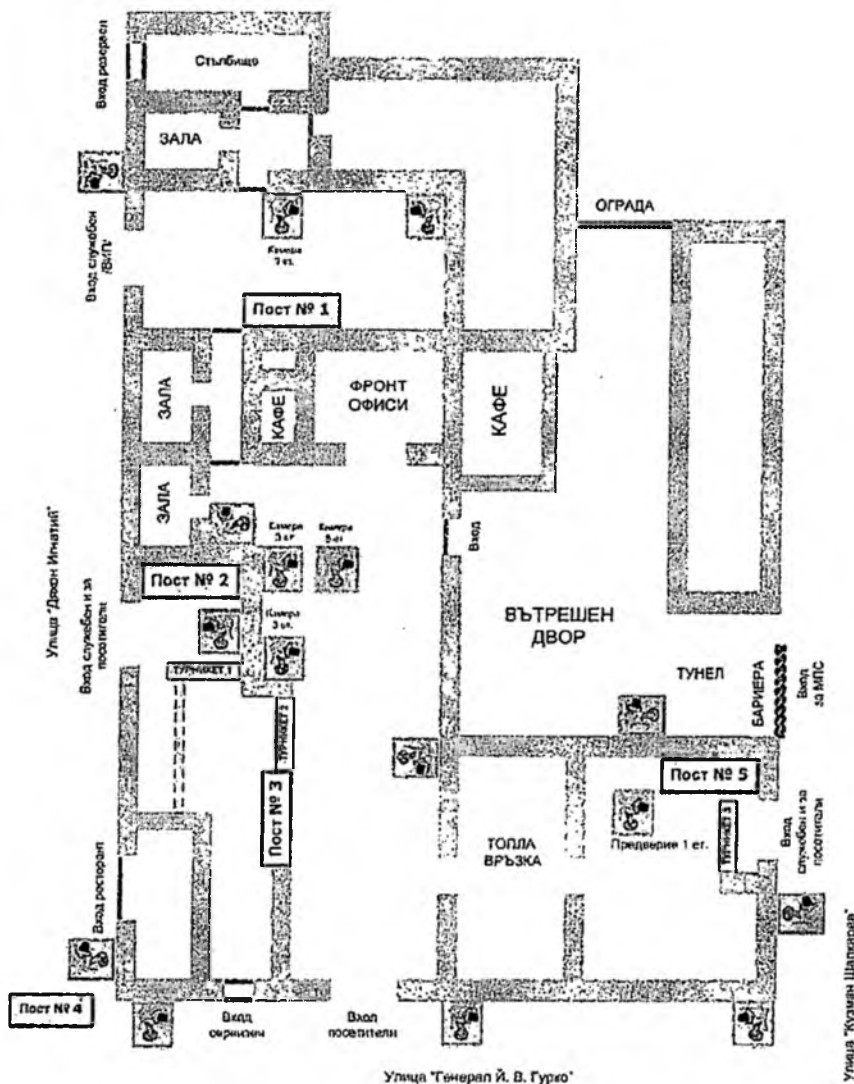 Вход резервен
Стълбище
ЗАЛА
ОГРАДА
Вход служебен
/ВИП/
Камера
7 ет.
Пост № 1
ЗАЛА
КАФЕ
ФРОНТ
ОФИСИ
КАФЕ
ЗАЛА
Улица "Дякон Игнатий"
Вход служебен и за
посетители
Камера
3 ет
Камера
Вход
Пост № 2
Камера
3 ет.
ТУРНИКЕТ 1
ВЪТРЕШЕН
ДВОР
ТУНЕЛ
БАРИЕРА
Вход
за МПС
ТУРНИКЕТ 2
Пост № 3
Пост № 5
ТОПЛА
ВРЪЗКА
Предверие 1 ет.
ТУРНИКЕТ 3
Вход
служебен и за
посетители
Вход ресторант
Пост № 4
Вход
Вход
посетители
Улица "Генерал Й. В. Гурко"
Улица "Кузман Шапкарев"